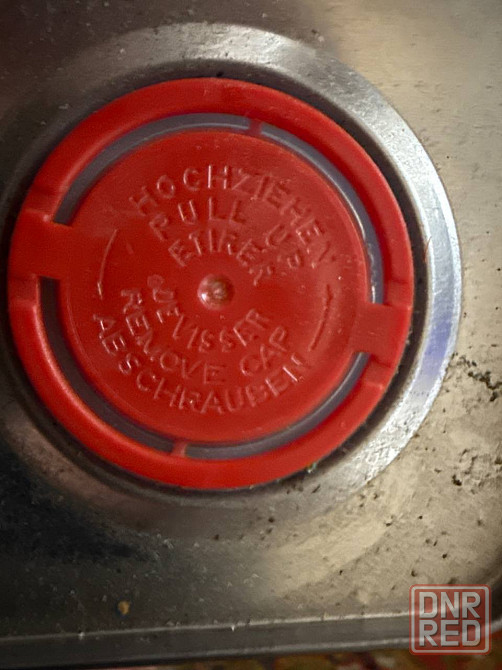 HOCHZIEHEN
PULL UP
ETIRER
DEVISSER
REMOVE CAP
ABSCHRAUBEN
DNR
RED